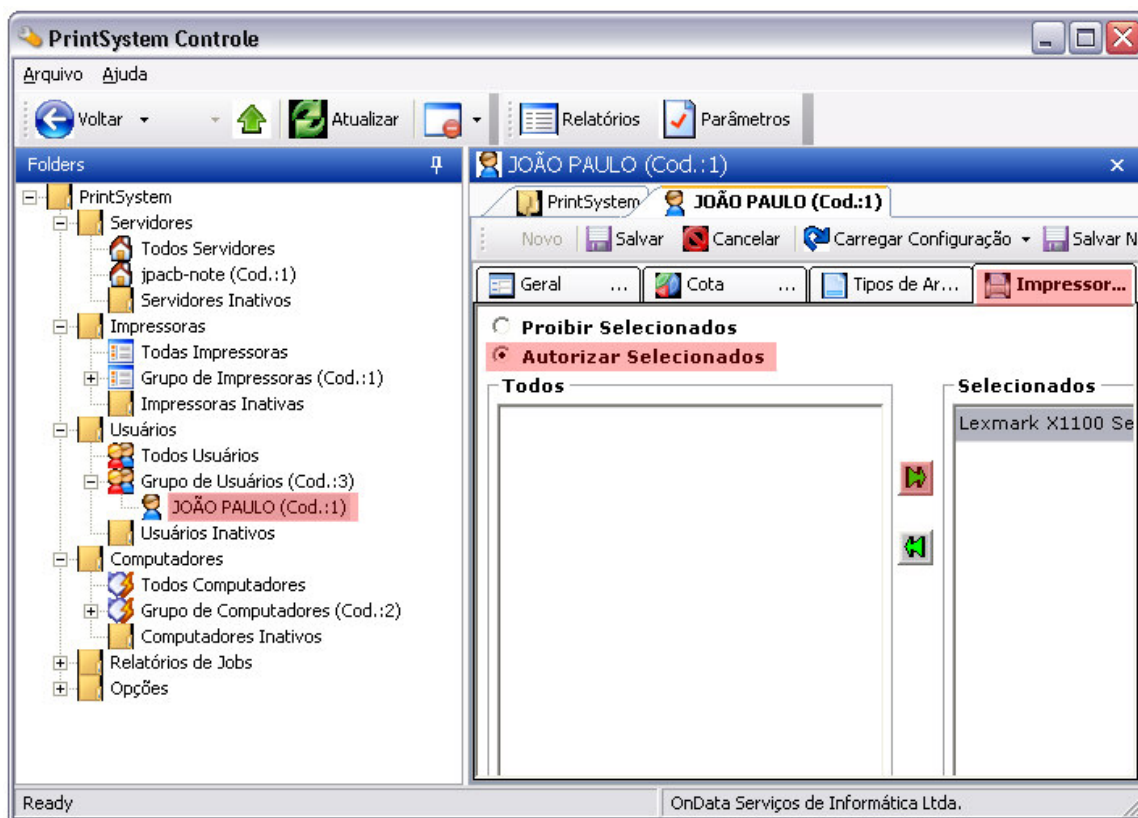 PrintSystem Controle
Arquivo Ajuda
Voltar Atualizar Relatórios Parâmetros
Folders
PrintSystem
Servidores
Todos Servidores
jpacb-note (Cod.:1)
Servidores Inativos
Impressoras
Todas Impressoras
Grupo de Impressoras (Cod.:1)
Impressoras Inativas
Usuários
Todos Usuários
Grupo de Usuários (Cod.:3)
JOÃO PAULO (Cod.:1)
Usuários Inativos
Computadores
Todos Computadores
Grupo de Computadores (Cod.:2)
Computadores Inativos
Relatórios de Jobs
Opções
JOÃO PAULO (Cod.:1)
PrintSystem JOÃO PAULO (Cod.:1)
Novo Salvar Cancelar Carregar Configuração Salvar N
Geral ... Cota ... Tipos de Ar... Impressor...
Proibir Selecionados
Autorizar Selecionados
Todos Selecionados
Lexmark X1100 Se
Ready OnData Serviços de Informática Ltda.